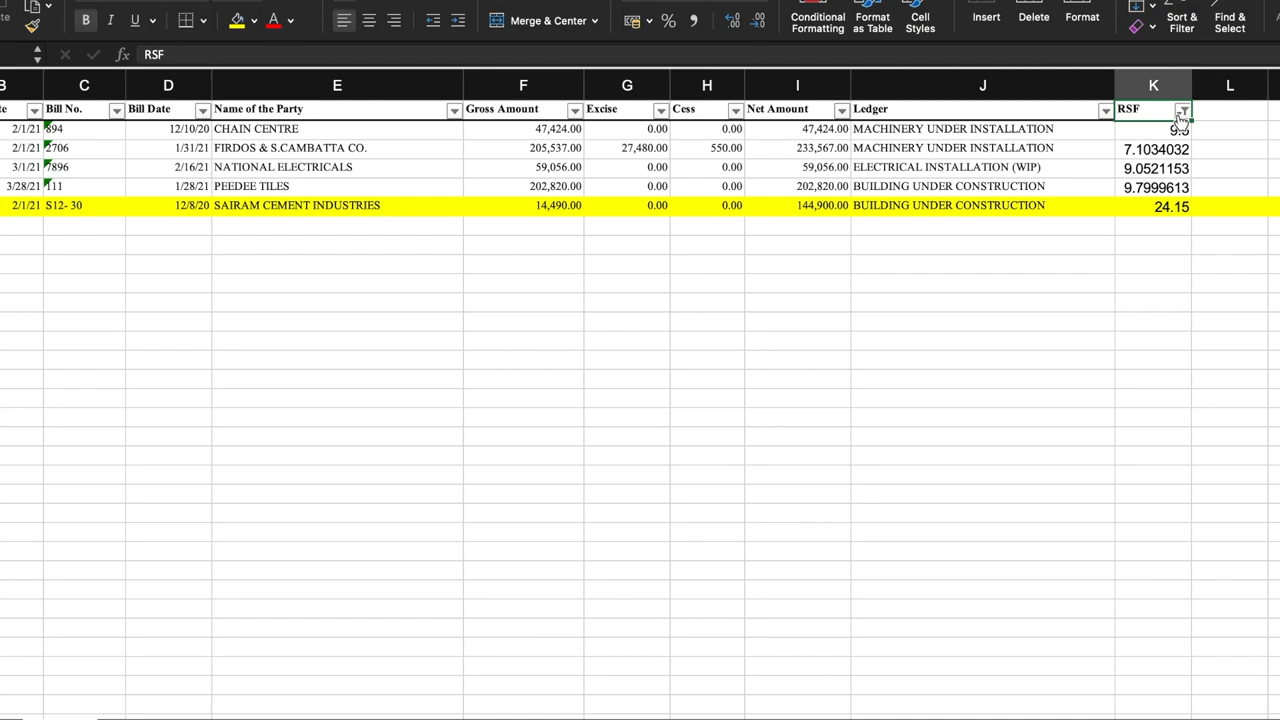 B I U A Merge & Center % , Conditional Formatting Format as Table Cell Styles Insert Delete Format Sort & Filter Find & Select
fx RSF
C D E F G H I J K L
te Bill No. Bill Date Name of the Party Gross Amount Excise Cess Net Amount Ledger RSF
2/1/21 894 12/10/20 CHAIN CENTRE 47,424.00 0.00 0.00 47,424.00 MACHINERY UNDER INSTALLATION
2/1/21 2706 1/31/21 FIRDOS & S.CAMBATTA CO. 205,537.00 27,480.00 550.00 233,567.00 MACHINERY UNDER INSTALLATION 7.1034032
3/1/21 7896 2/16/21 NATIONAL ELECTRICALS 59,056.00 0.00 0.00 59,056.00 ELECTRICAL INSTALLATION (WIP) 9.0521153
3/28/21 111 1/28/21 PEEDEE TILES 202,820.00 0.00 0.00 202,820.00 BUILDING UNDER CONSTRUCTION 9.7999613
2/1/21 S12- 30 12/8/20 SAIRAM CEMENT INDUSTRIES 14,490.00 0.00 0.00 144,900.00 BUILDING UNDER CONSTRUCTION 24.15